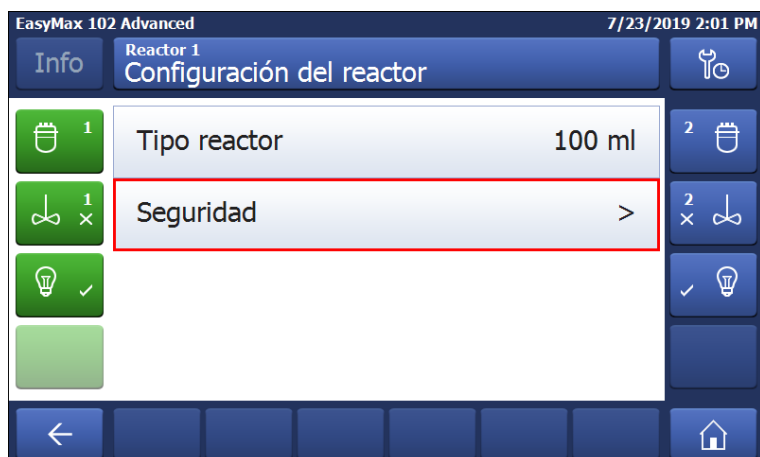 EasyMax 102 Advanced 7/23/2019 2:01 PM
Info
Reactor 1
Configuración del reactor
1
Tipo reactor 100 ml
2
1
Seguridad >
2